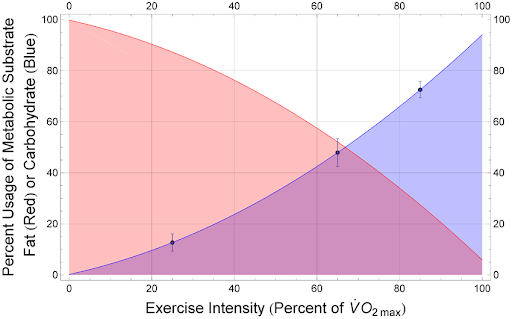 0 20 40 60 80 100
100 100
80 80
60 60
40 40
20 20
0 0
0 20 40 60 80 100
Percent Usage of Metabolic Substrate
Fat (Red) or Carbohydrate (Blue)
Exercise Intensity (Percent of V̇O₂ max)